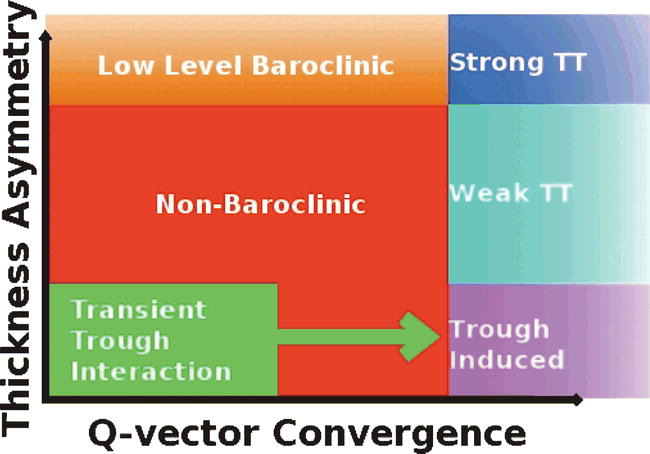 Thickness Asymmetry
Low Level Baroclinic
Strong TT
Non-Baroclinic
Weak TT
Transient
Trough
Interaction
Trough
Induced
Q-vector Convergence